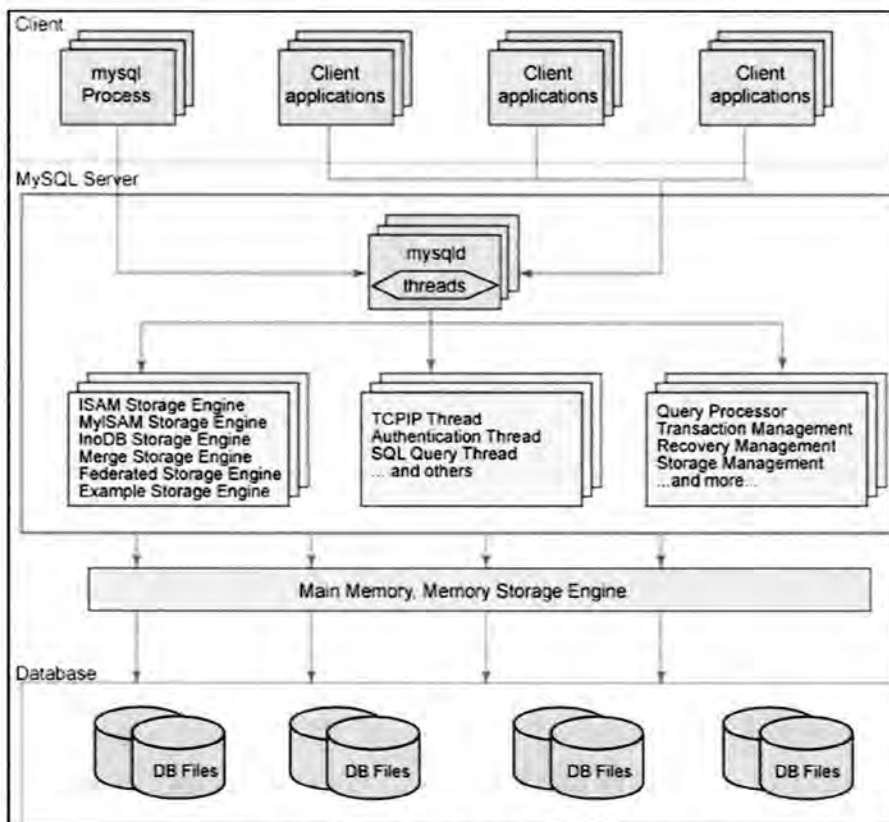 Client
mysql
Process
Client
applications
Client
applications
Client
applications
MySQL Server
mysqld
threads
ISAM Storage Engine
MyISAM Storage Engine
InoDB Storage Engine
Merge Storage Engine
Federated Storage Engine
Example Storage Engine
TCPIP Thread
Authentication Thread
SQL Query Thread
... and others
Query Processor
Transaction Management
Recovery Management
Storage Management
...and more...
Main Memory, Memory Storage Engine
Database
DB Files
DB Files
DB Files
DB Files